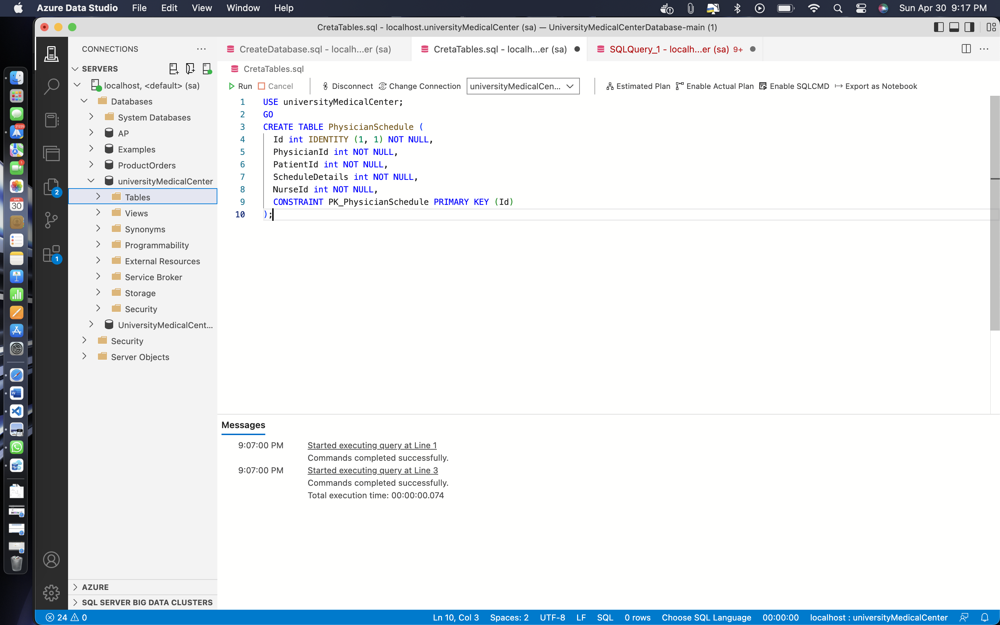 Azure Data Studio File Edit View Window Help Sun Apr 30 9:17 PM
CretaTables.sql - localhost.universityMedicalCenter (sa) — UniversityMedicalCenterDatabase-main (1)
CONNECTIONS
CreateDatabase.sql - localh...er (sa)
CretaTables.sql - localh...er (sa)
SQLQuery_1 - localh...er (sa) 9+
SERVERS
CretaTables.sql
localhost, <default> (sa)
Run Cancel Disconnect Change Connection universityMedicalCen... Estimated Plan Enable Actual Plan Enable SQLCMD Export as Notebook
Databases
System Databases
AP
Examples
ProductOrders
universityMedicalCenter
Tables
Views
Synonyms
Programmability
External Resources
Service Broker
Storage
Security
UniversityMedicalCent...
Security
Server Objects
AZURE
SQL SERVER BIG DATA CLUSTERS
1 USE universityMedicalCenter;
2 GO
3 CREATE TABLE PhysicianSchedule (
4 Id int IDENTITY (1, 1) NOT NULL,
5 PhysicianId int NOT NULL,
6 PatientId int NOT NULL,
7 ScheduleDetails int NOT NULL,
8 NurseId int NOT NULL,
9 CONSTRAINT PK_PhysicianSchedule PRIMARY KEY (Id)
10 );
Messages
9:07:00 PM Started executing query at Line 1
Commands completed successfully.
9:07:00 PM Started executing query at Line 3
Commands completed successfully.
Total execution time: 00:00:00.074
24 0 Ln 10, Col 3 Spaces: 2 UTF-8 LF SQL 0 rows Choose SQL Language 00:00:00 localhost : universityMedicalCenter
2
1
21225
1
APR
30